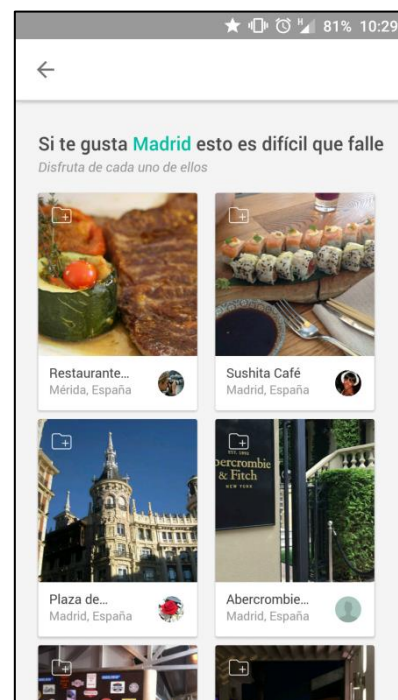 81% 10:29
Si te gusta Madrid esto es difícil que falle
Disfruta de cada uno de ellos
Restaurante...
Mérida, España
Sushita Café
Madrid, España
Abercrombie
& Fitch
NEW YORK
Plaza de...
Madrid, España
Abercrombie...
Madrid, España